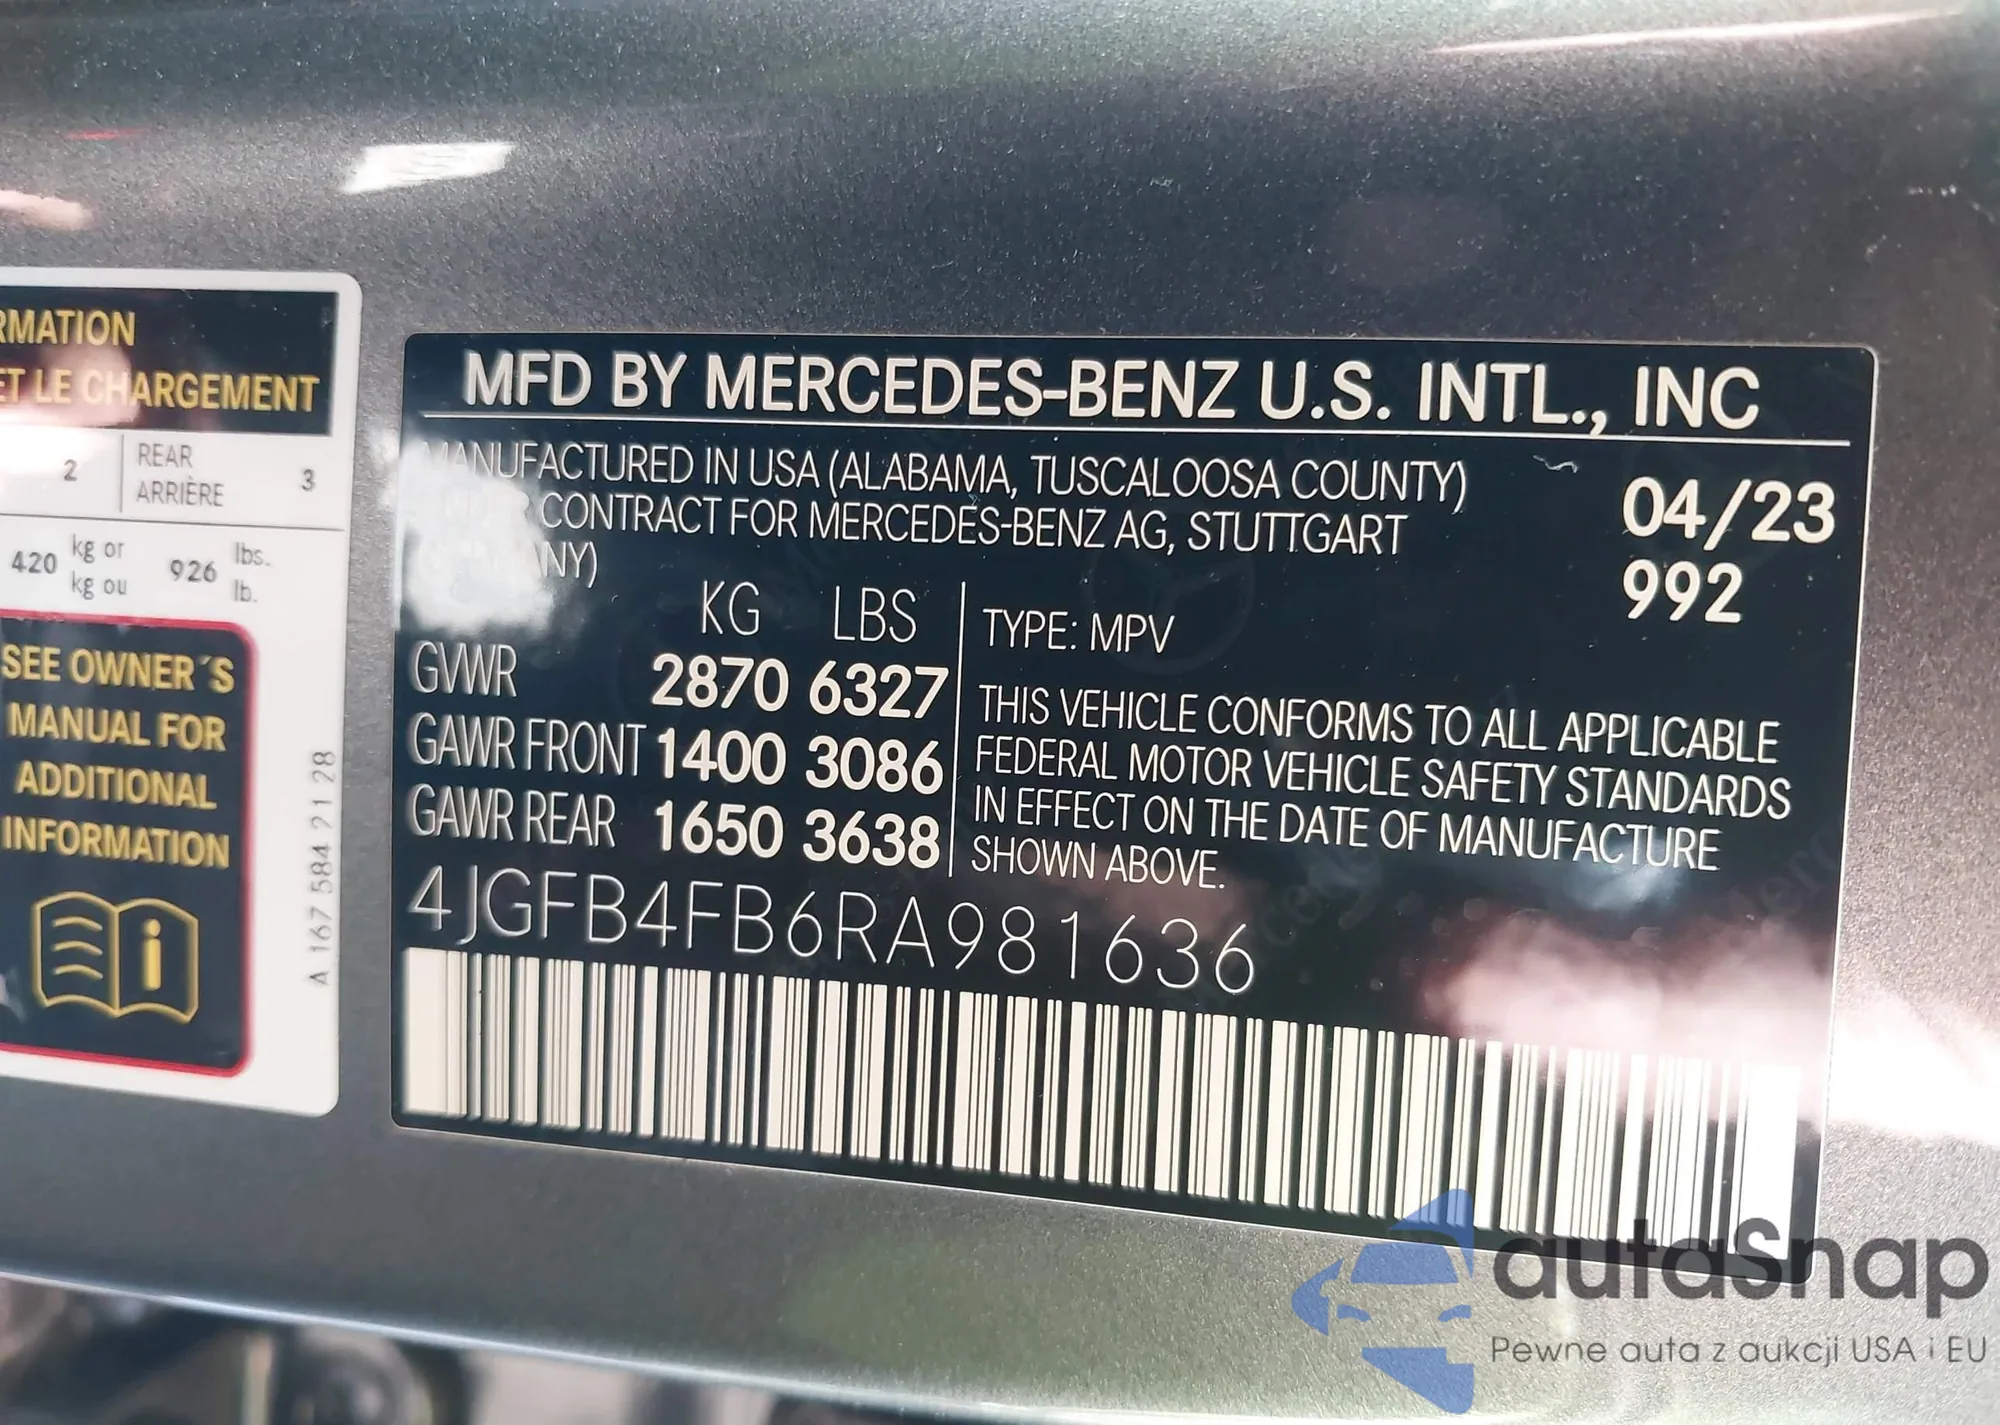 RMATION
ET LE CHARGEMENT
2 REAR 3
ARRIÈRE
420 kg or 926 lbs.
kg ou lb.
SEE OWNER´S
MANUAL FOR
ADDITIONAL
INFORMATION
i
A 167 584 21 28
MFD BY MERCEDES-BENZ U.S. INTL., INC
MANUFACTURED IN USA (ALABAMA, TUSCALOOSA COUNTY)
CONTRACT FOR MERCEDES-BENZ AG, STUTTGART
ANY)
04/23
992
KG LBS
GVWR 2870 6327
GAWR FRONT 1400 3086
GAWR REAR 1650 3638
TYPE: MPV
THIS VEHICLE CONFORMS TO ALL APPLICABLE
FEDERAL MOTOR VEHICLE SAFETY STANDARDS
IN EFFECT ON THE DATE OF MANUFACTURE
SHOWN ABOVE.
4JGFB4FB6RA981636
autaSnap
Pewne auta z aukcji USA i EU